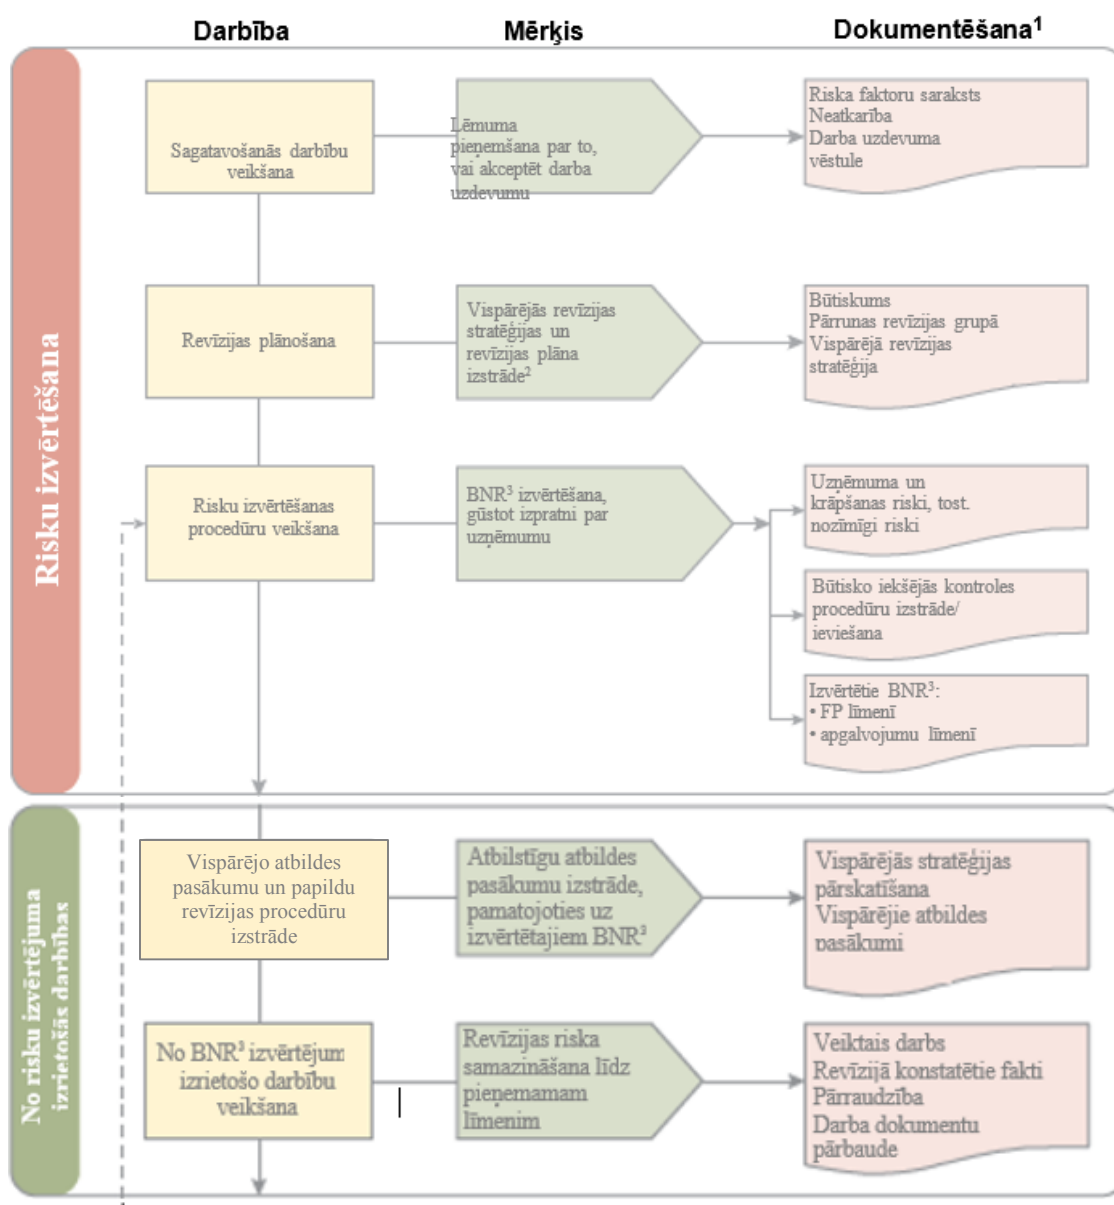 Darbība
Mērķis
Dokumentēšana¹
Risku izvērtēšana
Sagatavošanās darbību
veikšana
Lēmuma
pieņemšana par to,
vai akceptēt darba
uzdevumu
Riska faktoru saraksts
Neatkarība
Darba uzdevuma
vēstule
Revīzijas plānošana
Vispārējās revīzijas
stratēģijas un
revīzijas plāna
izstrāde²
Būtiskums
Pārrunas revīzijas grupā
Vispārējā revīzijas
stratēģija
Risku izvērtēšanas
procedūru veikšana
BNR³ izvērtēšana,
gūstot izpratni par
uzņēmumu
Uzņēmuma un
krāpšanas riski, tost.
nozīmīgi riski
Būtisko iekšējās kontroles
procedūru izstrāde/
ieviešana
Izvērtētie BNR³:
• FP līmenī
• apgalvojumu līmenī
No risku izvērtējuma
izrietošās darbības
Vispārējo atbildes
pasākumu un papildu
revīzijas procedūru
izstrāde
Atbilstīgu atbildes
pasākumu izstrāde,
pamatojoties uz
izvērtētajiem BNR³
Vispārējās stratēģijas
pārskatīšana
Vispārējie atbildes
pasākumi
No BNR³ izvērtējum
izrietošo darbību
veikšana
Revīzijas riska
samazināšana līdz
pieņemamam
līmenim
Veiktais darbs
Revīzijā konstatētie fakti
Pārraudzība
Darba dokumentu
pārbaude